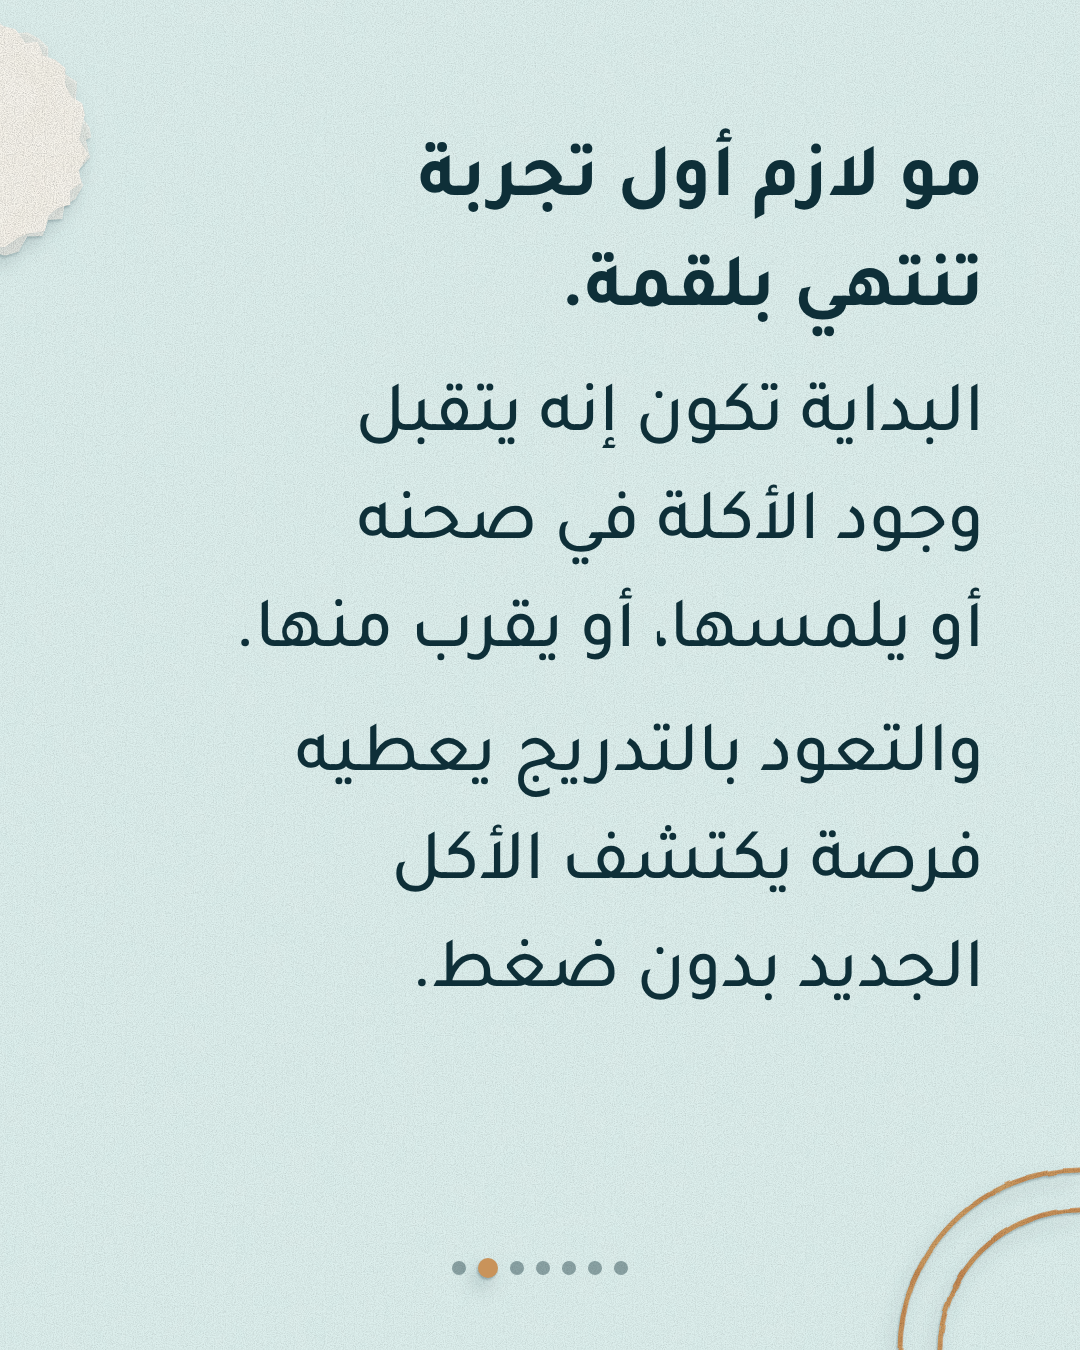 مو لازم أول تجربة
تنتهي بلقمة.
البداية تكون إنه يتقبل
وجود الأكلة في صحنه
أو يلمسها، أو يقرب منها.
والتعود بالتدريج يعطيه
فرصة يكتشف الأكل
الجديد بدون ضغط.